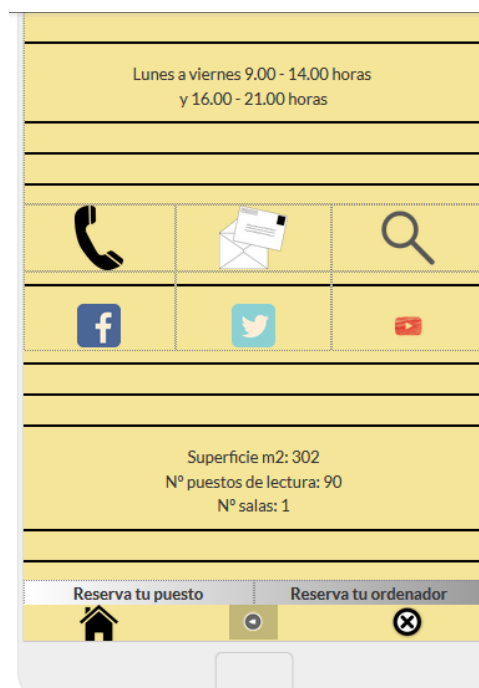 Lunes a viernes 9.00 - 14.00 horas
y 16.00 - 21.00 horas
f
Superficie m2: 302
Nº puestos de lectura: 90
Nº salas: 1
Reserva tu puesto
Reserva tu ordenador